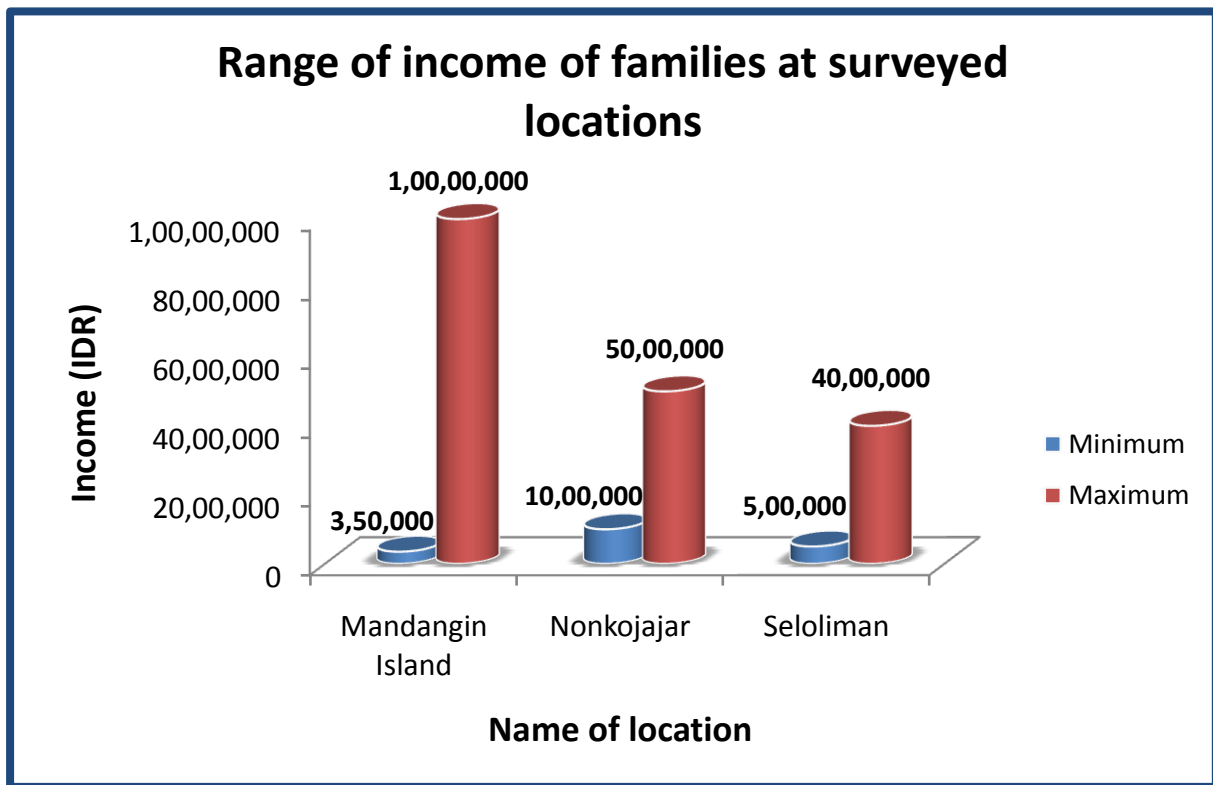 Range of income of families at surveyed
locations
1,00,00,000
1,00,00,000
80,00,000
60,00,000
40,00,000
20,00,000
0
3,50,000
10,00,000
50,00,000
5,00,000
40,00,000
Income (IDR)
Mandangin
Island
Nonkojajar
Seloliman
Name of location
Minimum
Maximum